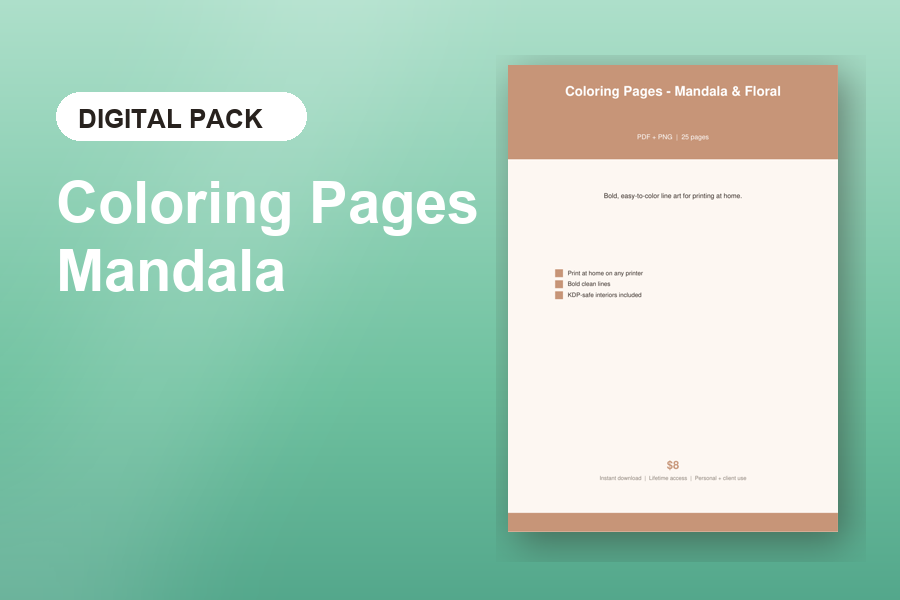 DIGITAL PACK
Coloring Pages
Mandala
Coloring Pages - Mandala & Floral
PDF + PNG | 25 pages
Bold, easy-to-color line art for printing at home.
Print at home on any printer
Bold clean lines
KDP-safe interiors included
$8
Instant download | Lifetime access | Personal + client use